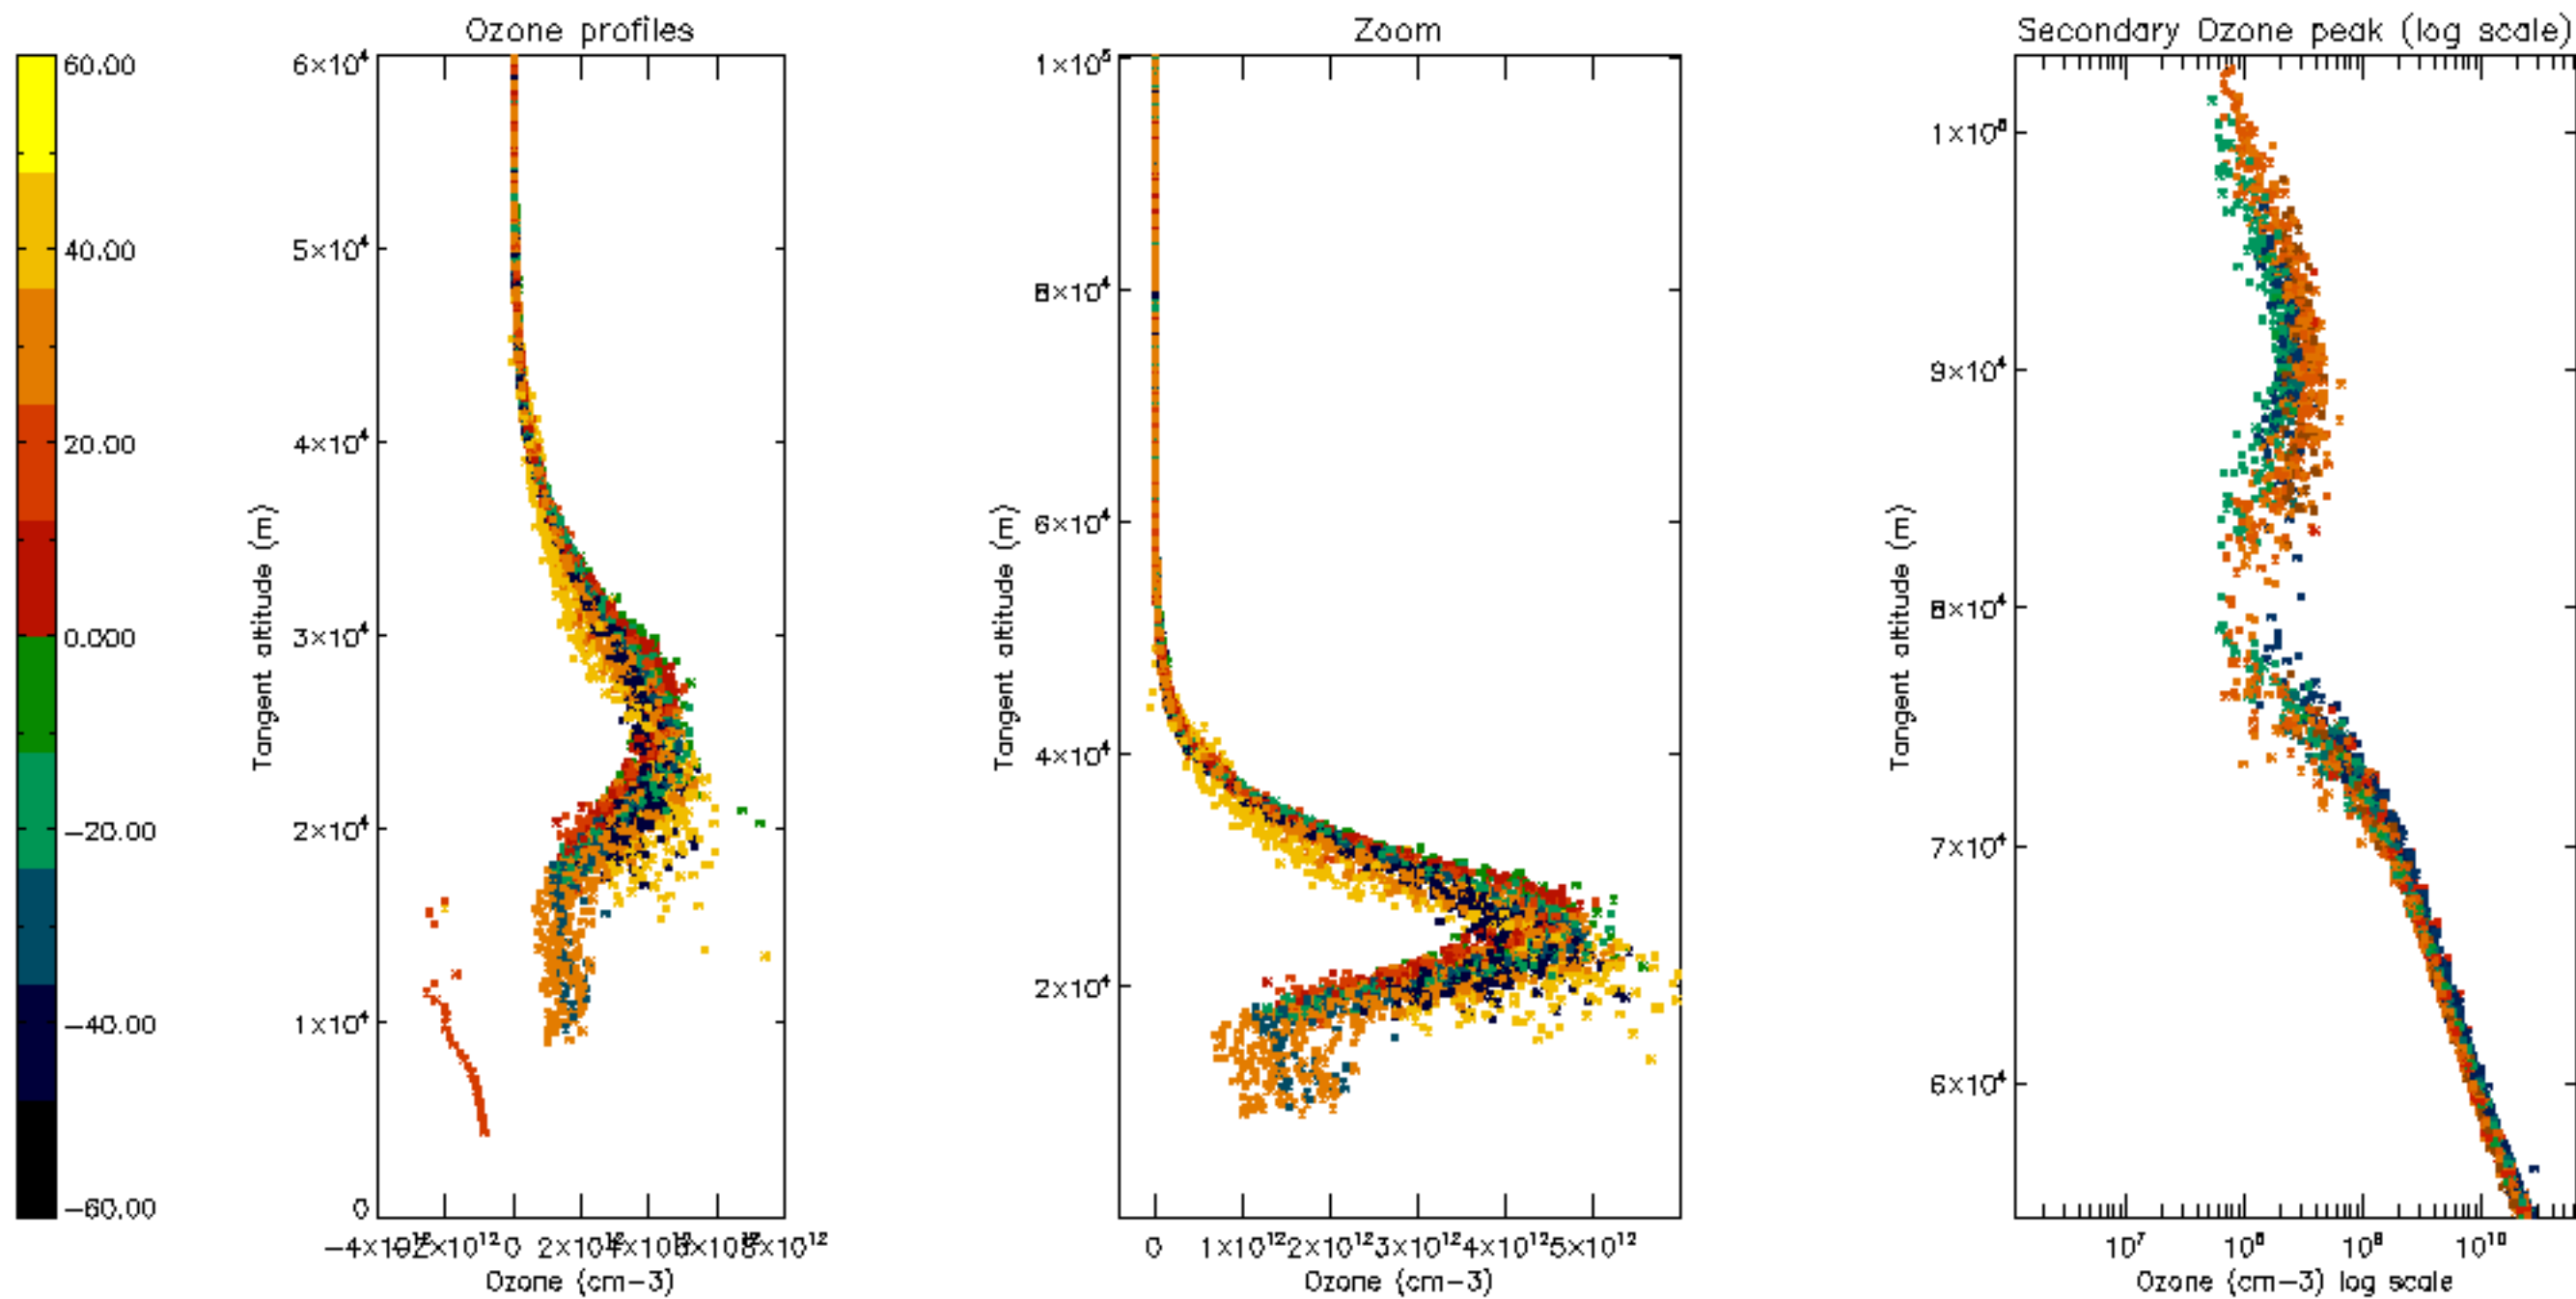 Ozone profiles
Zoom
Secondary Ozone peak (log scale)
60.00
40.00
20.00
0.000
−20.00
−40.00
−60.00
6×10⁴
5×10⁴
4×10⁴
3×10⁴
2×10⁴
1×10⁴
0
Tangent altitude (m)
0
Ozone (cm−3)
1×10⁵
8×10⁴
6×10⁴
4×10⁴
2×10⁴
Tangent altitude (m)
0 1×10¹² 2×10¹² 3×10¹² 4×10¹² 5×10¹²
Ozone (cm−3)
9×10⁴
8×10⁴
7×10⁴
6×10⁴
Tangent altitude (m)
10⁷ 10⁸ 10⁹ 10¹⁰
Ozone (cm−3) log scale